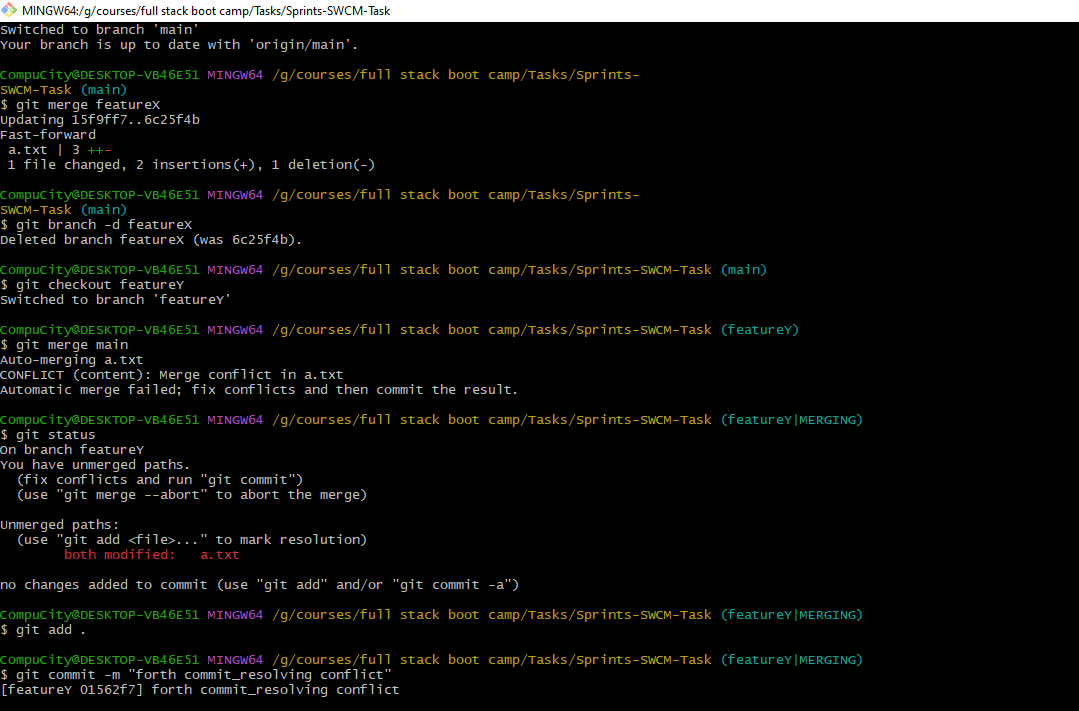 MINGW64:/g/courses/full stack boot camp/Tasks/Sprints-SWCM-Task
Switched to branch 'main'
Your branch is up to date with 'origin/main'.
CompuCity@DESKTOP-VB46E51 MINGW64 /g/courses/full stack boot camp/Tasks/Sprints-
SWCM-Task (main)
$ git merge featureX
Updating 15f9ff7..6c25f4b
Fast-forward
a.txt | 3 ++-
1 file changed, 2 insertions(+), 1 deletion(-)
CompuCity@DESKTOP-VB46E51 MINGW64 /g/courses/full stack boot camp/Tasks/Sprints-
SWCM-Task (main)
$ git branch -d featureX
Deleted branch featureX (was 6c25f4b).
CompuCity@DESKTOP-VB46E51 MINGW64 /g/courses/full stack boot camp/Tasks/Sprints-SWCM-Task (main)
$ git checkout featureY
Switched to branch 'featureY'
CompuCity@DESKTOP-VB46E51 MINGW64 /g/courses/full stack boot camp/Tasks/Sprints-SWCM-Task (featureY)
$ git merge main
Auto-merging a.txt
CONFLICT (content): Merge conflict in a.txt
Automatic merge failed; fix conflicts and then commit the result.
CompuCity@DESKTOP-VB46E51 MINGW64 /g/courses/full stack boot camp/Tasks/Sprints-SWCM-Task (featureY|MERGING)
$ git status
On branch featureY
You have unmerged paths.
(fix conflicts and run "git commit")
(use "git merge --abort" to abort the merge)
Unmerged paths:
(use "git add <file>..." to mark resolution)
both modified:   a.txt
no changes added to commit (use "git add" and/or "git commit -a")
CompuCity@DESKTOP-VB46E51 MINGW64 /g/courses/full stack boot camp/Tasks/Sprints-SWCM-Task (featureY|MERGING)
$ git add .
CompuCity@DESKTOP-VB46E51 MINGW64 /g/courses/full stack boot camp/Tasks/Sprints-SWCM-Task (featureY|MERGING)
$ git commit -m "forth commit_resolving conflict"
[featureY 01562f7] forth commit_resolving conflict